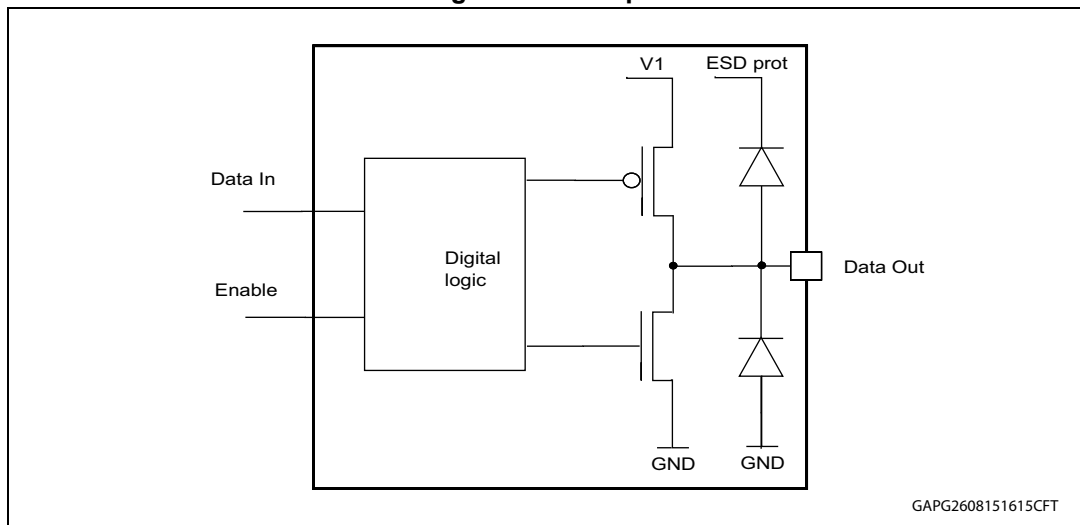 V1
ESD prot
Data In
Digital
logic
Data Out
Enable
GND
GND
GAPG2608151615CFT